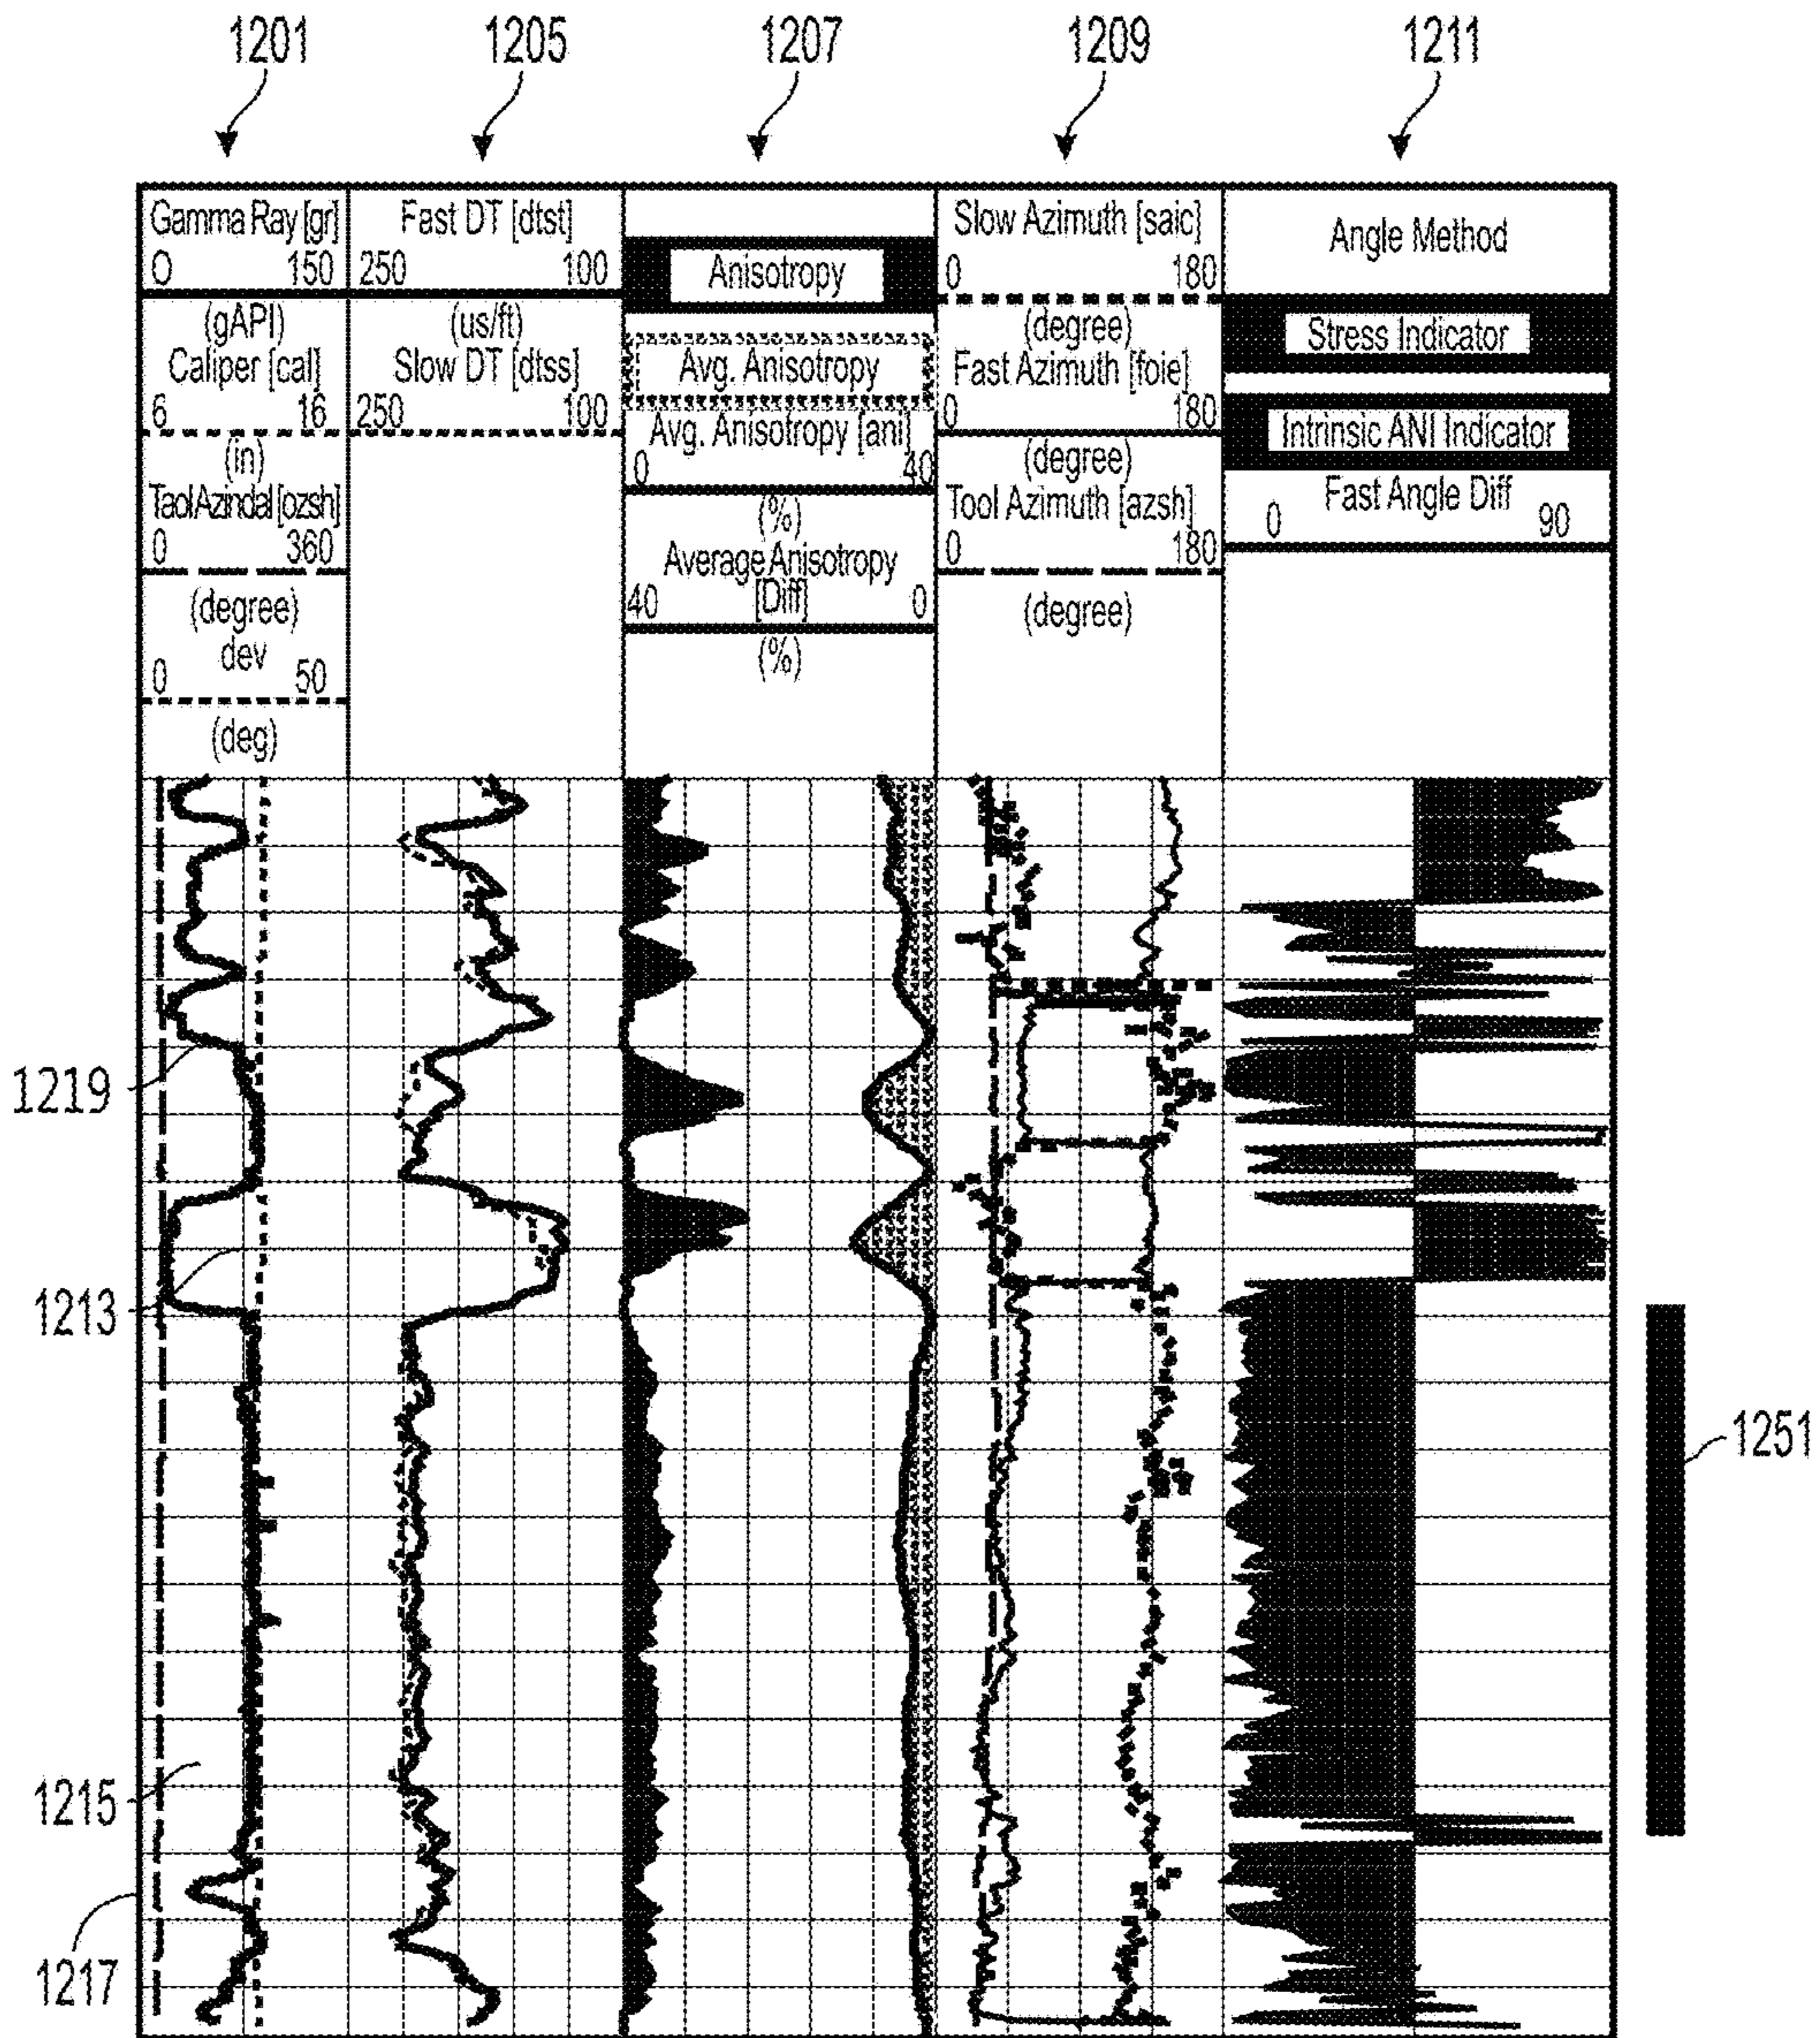 1201 1205 1207 1209 1211
Gamma Ray [gr]
0 150
(gAPI)
Caliper [cal]
6 16
(in)
Taol Azindal [ozsh]
0 360
(degree)
dev
0 50
(deg)
Fast DT [dtst]
250 100
(us/ft)
Slow DT [dtss]
250 100
Anisotropy
Avg. Anisotropy
Avg. Anisotropy [ani]
0 40
(%)
Average Anisotropy
[Diff]
40 0
(%)
Slow Azimuth [saic]
0 180
(degree)
Fast Azimuth [foie]
0 180
(degree)
Tool Azimuth [azsh]
0 180
(degree)
Angle Method
Stress Indicator
Intrinsic ANI Indicator
Fast Angle Diff
0 90
1219
1213
1251
1215
1217